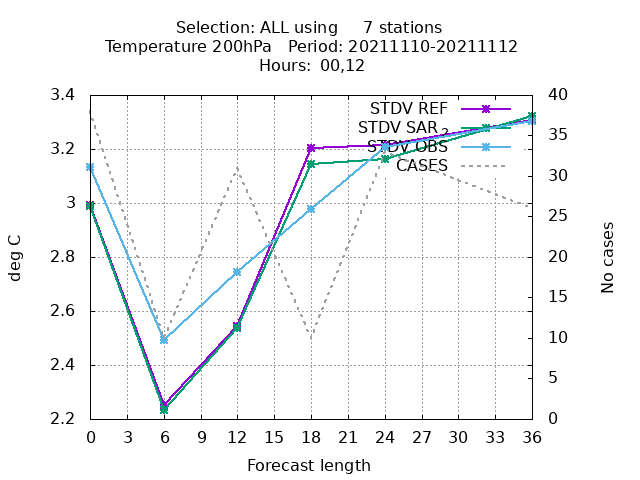 Selection: ALL using 7 stations
Temperature 200hPa Period: 20211110-20211112
Hours: 00,12
STDV REF
STDV SAR 2
STDV OBS
CASES
deg C
3.4
3.2
3
2.8
2.6
2.4
2.2
40
35
30
25
20
15
10
5
0
No cases
0 3 6 9 12 15 18 21 24 27 30 33 36
Forecast length